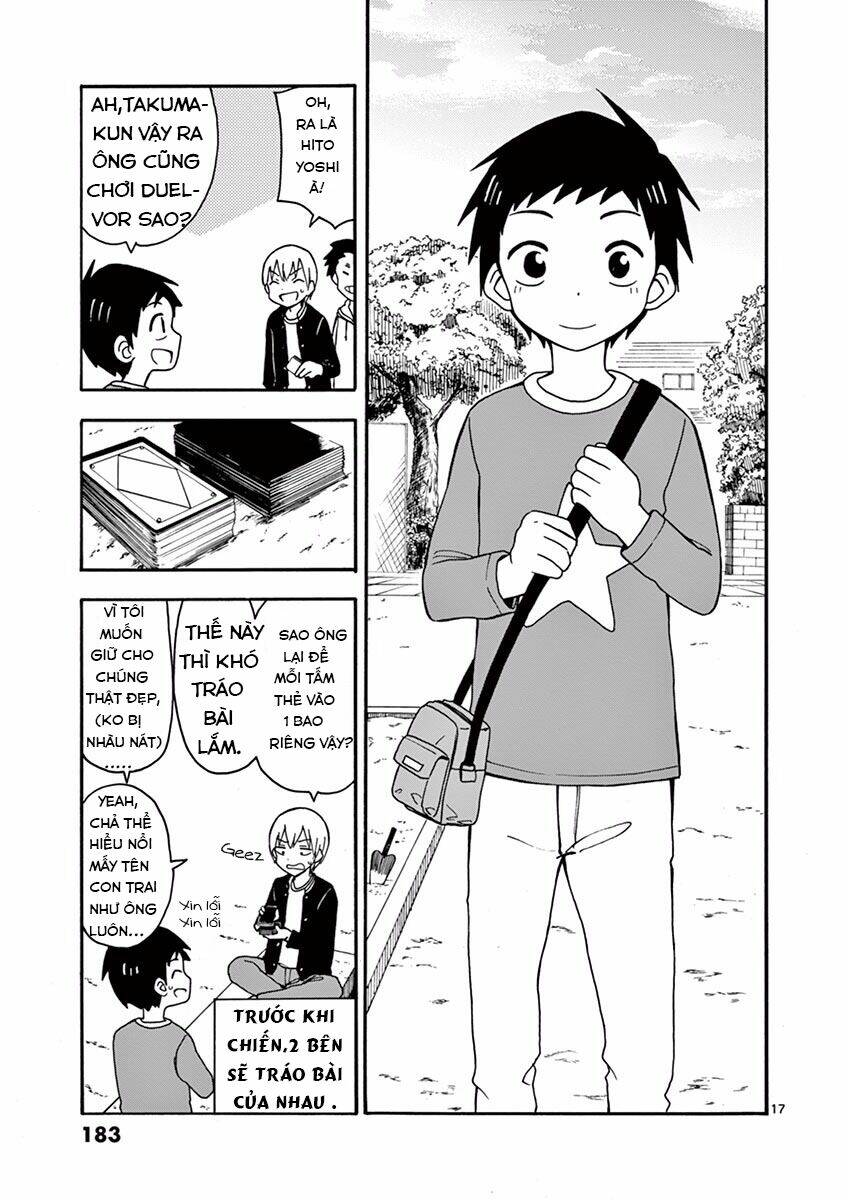 OH,
RA LÀ
HITO
YOSHI
À!
AH,TAKUMA-
KUN VẬY RA
ÔNG CŨNG
CHƠI DUEL-
VOR SAO?
SAO ÔNG
LẠI ĐỂ
MỖI TẤM
THẺ VÀO
1 BAO
RIÊNG VẬY?
THẾ NÀY
THÌ KHÓ
TRÁO
BÀI
LẮM.
Geez
VÌ TÔI
MUỐN
GIỮ CHO
CHÚNG
THẬT ĐẸP,
(KO BỊ
NHÀU NÁT)
.....
YEAH,
CHẢ THỂ
HIỂU NỔI
MẤY TÊN
CON TRAI
NHƯ ÔNG
LUÔN...
Xin lỗi
Xin lỗi
TRƯỚC KHI
CHIẾN,2 BÊN
SẼ TRÁO BÀI
CỦA NHAU .
17
183